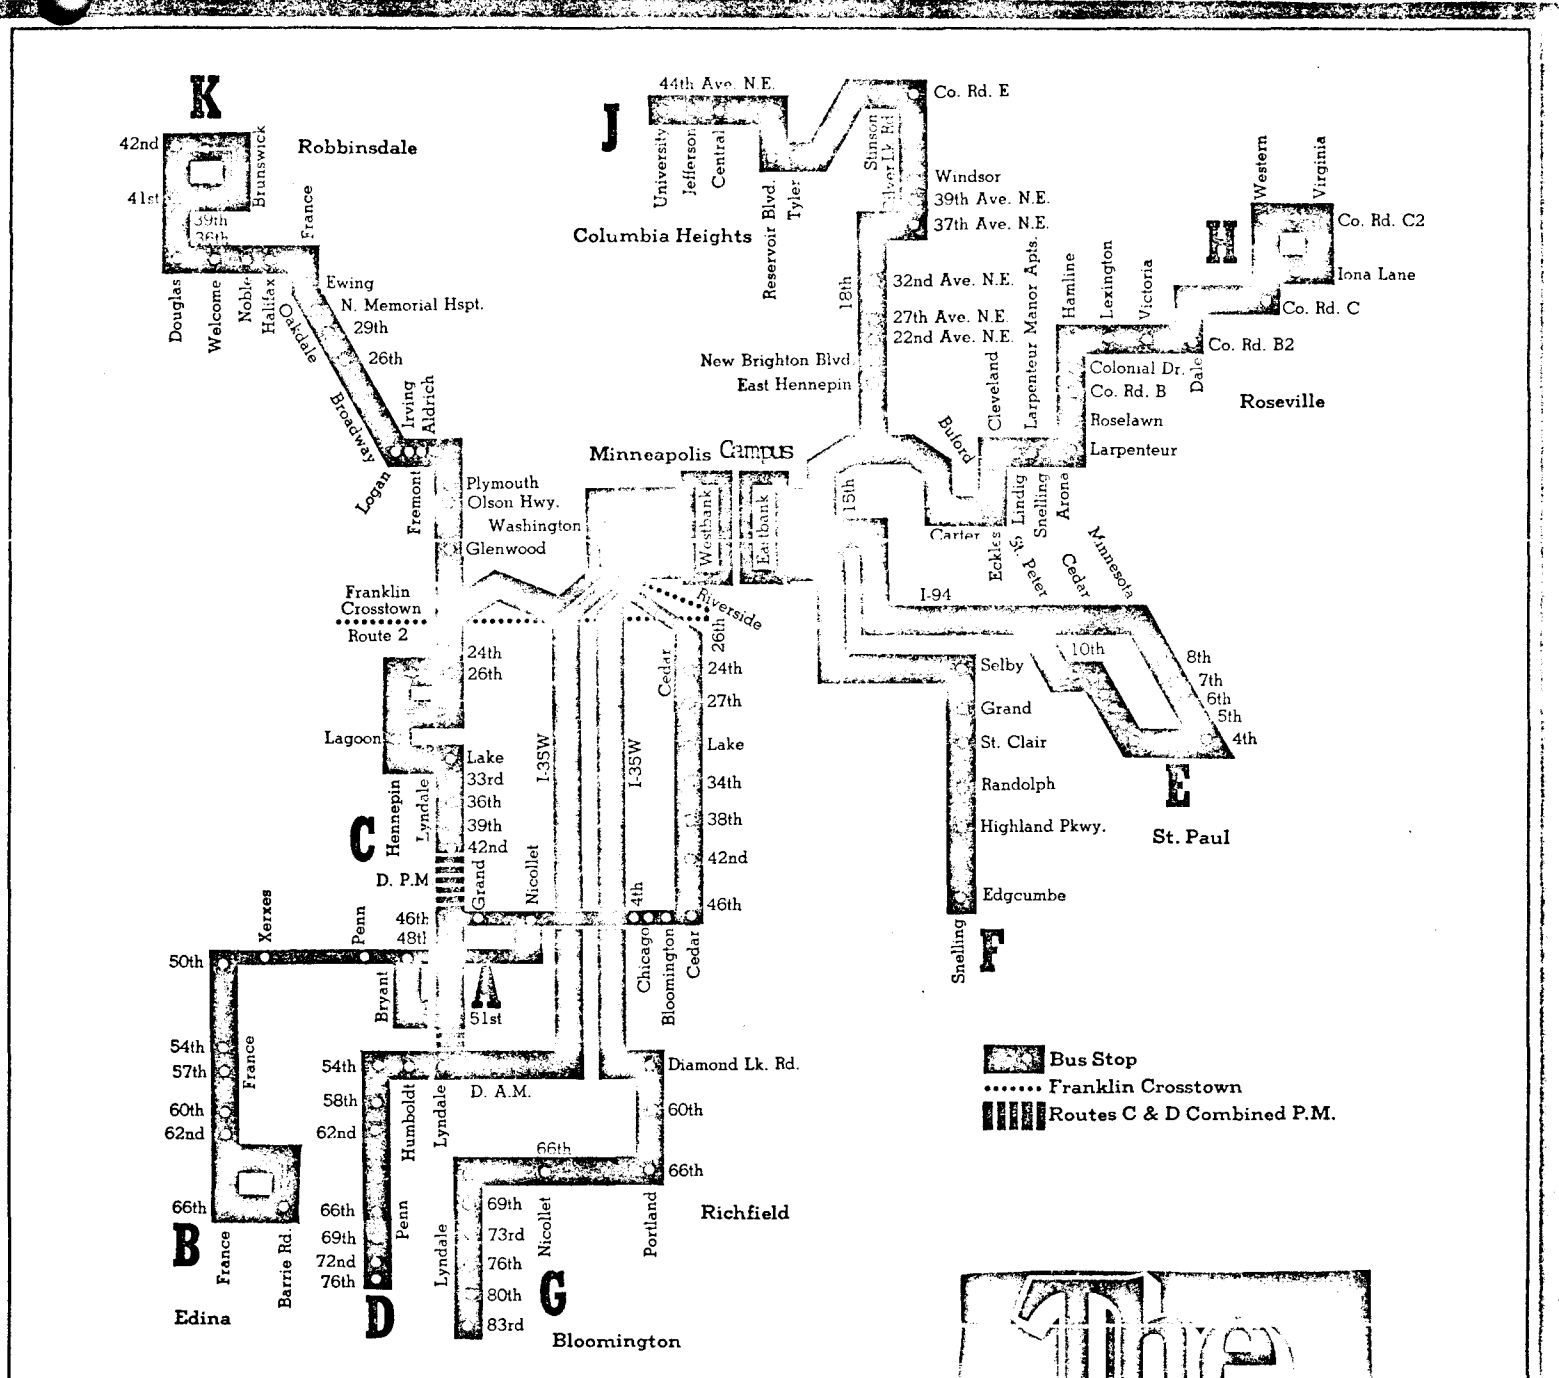 K
42nd
41st
39th
36th
Brunswick
Robbinsdale
France
Douglas
Welcome
Noble
Halifax
Oakdale
Ewing
N. Memorial Hspt.
29th
26th
Broadway
Irving
Aldrich
Logan
Fremont
Plymouth
Olson Hwy.
Washington
Glenwood
Franklin
Crosstown
Route 2
24th
26th
Lagoon
Lake
33rd
36th
39th
42nd
Hennepin
Lyndale
C
D. P.M
Grand
Nicollet
46th
48th
J
44th Ave. N.E.
University
Jefferson
Central
Reservoir Blvd.
Tyler
Columbia Heights
Stinson
Silver Lk. Rd
Co. Rd. E
Windsor
39th Ave. N.E.
37th Ave. N.E.
18th
32nd Ave. N.E.
27th Ave. N.E.
22nd Ave. N.E.
New Brighton Blvd.
East Hennepin
Minneapolis Campus
Westbank
Eastbank
15th
Buford
Cleveland
Larpenteur Manor Apts.
Hamline
Lexington
Victoria
H
Western
Virginia
Co. Rd. C2
Iona Lane
Co. Rd. C
Co. Rd. B2
Dale
Colonial Dr.
Co. Rd. B
Roselawn
Larpenteur
Roseville
Carter
Eckles
Lindig
Snelling
Arona
St. Peter
Cedar
Minnesota
I-94
10th
8th
7th
6th
5th
4th
E
St. Paul
Selby
Grand
St. Clair
Randolph
Highland Pkwy.
Edgcumbe
Snelling
F
Riverside
26th
Cedar
24th
27th
Lake
34th
38th
42nd
46th
I-35W
I-35W
4th
Chicago
Bloomington
Cedar
50th
Xerxes
Penn
Bryant
A
51st
54th
57th
60th
62nd
66th
France
France
Barrie Rd.
B
Edina
54th
58th
62nd
66th
69th
72nd
76th
Humboldt
Lyndale
Penn
D
D. A.M.
Diamond Lk. Rd.
60th
66th
66th
Nicollet
Portland
Richfield
69th
73rd
76th
80th
83rd
Lyndale
G
Bloomington
Bus Stop
Franklin Crosstown
Routes C & D Combined P.M.
The